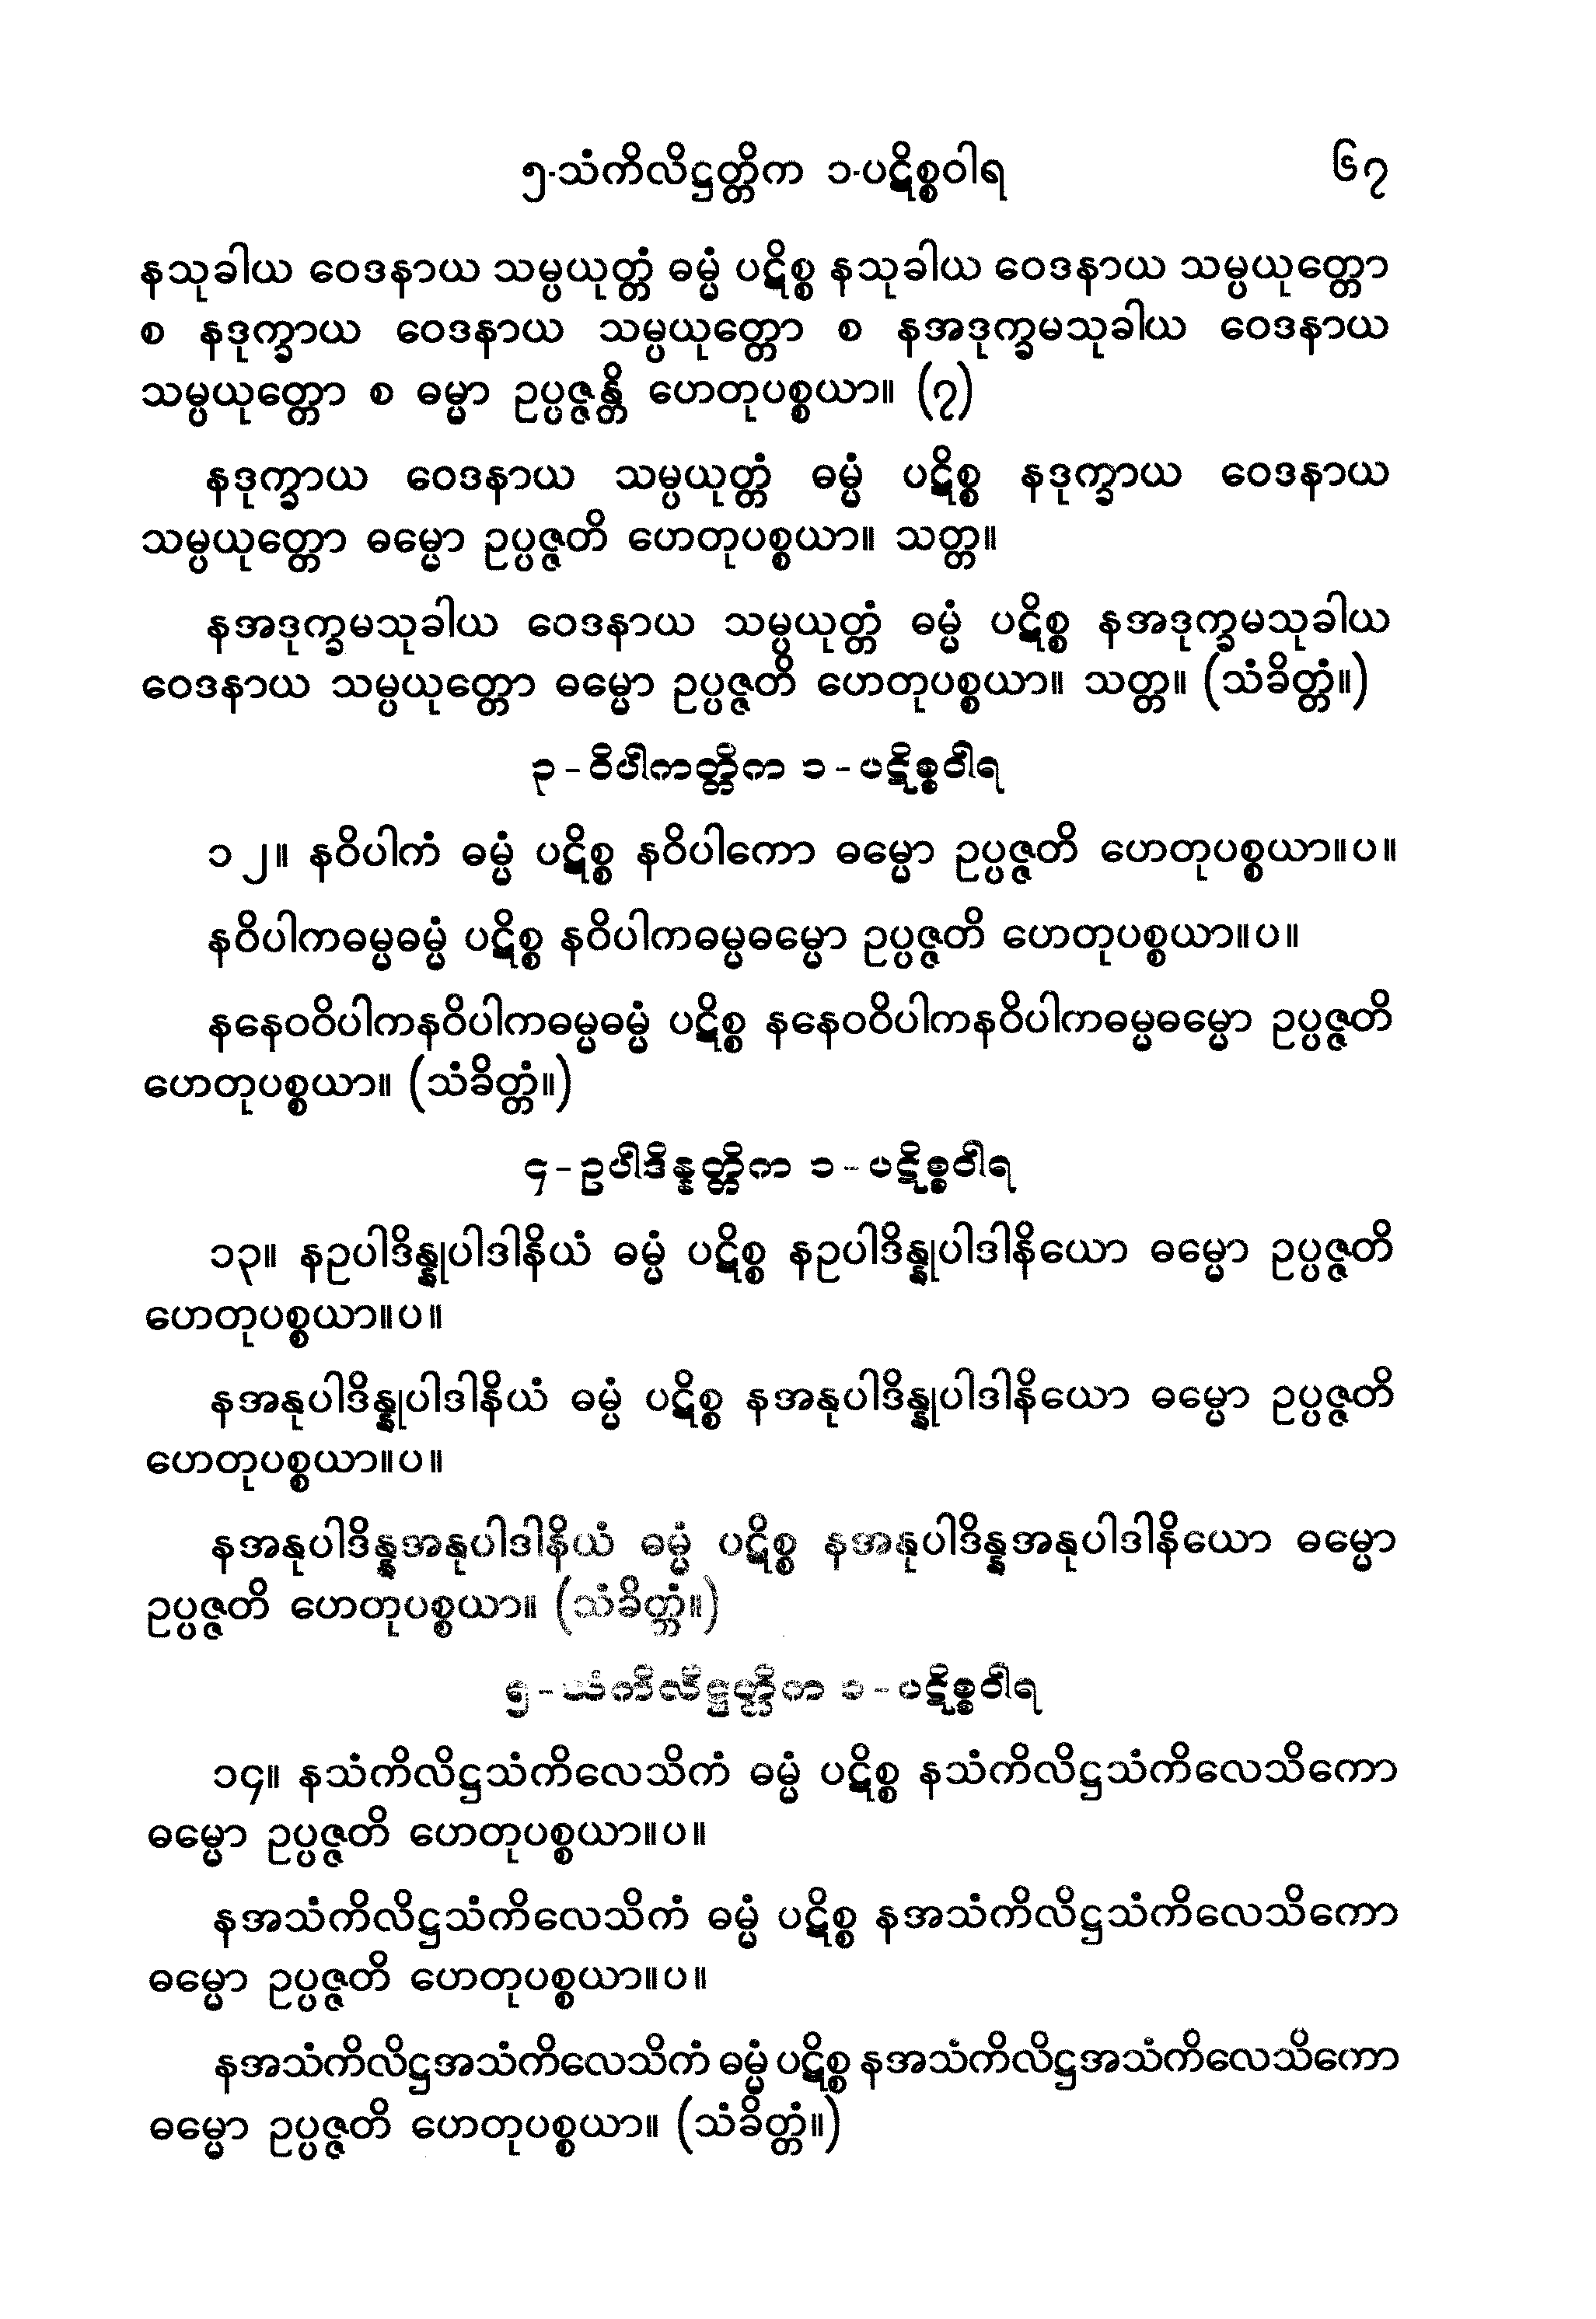 ၅-သံကိလိဋ္ဌတ္တိက ၁-ပဋိစ္စဝါရ ၆၇
နသုခါယ ဝေဒနာယ သမ္ပယုတ္တံ ဓမ္မံ ပဋိစ္စ နသုခါယ ဝေဒနာယ သမ္ပယုတ္တော
စ နဒုက္ခာယ ဝေဒနာယ သမ္ပယုတ္တော စ နအဒုက္ခမသုခါယ ဝေဒနာယ
သမ္ပယုတ္တော စ ဓမ္မာ ဥပ္ပဇ္ဇန္တိ ဟေတုပစ္စယာ။ (၇)
နဒုက္ခာယ ဝေဒနာယ သမ္ပယုတ္တံ ဓမ္မံ ပဋိစ္စ နဒုက္ခာယ ဝေဒနာယ
သမ္ပယုတ္တော ဓမ္မော ဥပ္ပဇ္ဇတိ ဟေတုပစ္စယာ။ သတ္တ။
နအဒုက္ခမသုခါယ ဝေဒနာယ သမ္ပယုတ္တံ ဓမ္မံ ပဋိစ္စ နအဒုက္ခမသုခါယ
ဝေဒနာယ သမ္ပယုတ္တော ဓမ္မော ဥပ္ပဇ္ဇတိ ဟေတုပစ္စယာ။ သတ္တ။ (သံခိတ္တံ။)
၃-ဝိပါကတ္တိက ၁-ပဋိစ္စဝါရ
၁၂။ နဝိပါကံ ဓမ္မံ ပဋိစ္စ နဝိပါကော ဓမ္မော ဥပ္ပဇ္ဇတိ ဟေတုပစ္စယာ။ပ။
နဝိပါကဓမ္မဓမ္မံ ပဋိစ္စ နဝိပါကဓမ္မဓမ္မော ဥပ္ပဇ္ဇတိ ဟေတုပစ္စယာ။ပ။
နနေဝဝိပါကနဝိပါကဓမ္မဓမ္မံ ပဋိစ္စ နနေဝဝိပါကနဝိပါကဓမ္မဓမ္မော ဥပ္ပဇ္ဇတိ
ဟေတုပစ္စယာ။ (သံခိတ္တံ။)
၄-ဥပါဒိန္နတ္တိက ၁-ပဋိစ္စဝါရ
၁၃။ နဥပါဒိန္နုပါဒါနိယံ ဓမ္မံ ပဋိစ္စ နဥပါဒိန္နုပါဒါနိယော ဓမ္မော ဥပ္ပဇ္ဇတိ
ဟေတုပစ္စယာ။ပ။
နအနုပါဒိန္နုပါဒါနိယံ ဓမ္မံ ပဋိစ္စ နအနုပါဒိန္နုပါဒါနိယော ဓမ္မော ဥပ္ပဇ္ဇတိ
ဟေတုပစ္စယာ။ပ။
နအနုပါဒိန္နအနုပါဒါနိယံ ဓမ္မံ ပဋိစ္စ နအနုပါဒိန္နအနုပါဒါနိယော ဓမ္မော
ဥပ္ပဇ္ဇတိ ဟေတုပစ္စယာ။ (သံခိတ္တံ။)
၅-သံကိလိဋ္ဌတ္တိက ၁-ပဋိစ္စဝါရ
၁၄။ နသံကိလိဋ္ဌသံကိလေသိကံ ဓမ္မံ ပဋိစ္စ နသံကိလိဋ္ဌသံကိလေသိကော
ဓမ္မော ဥပ္ပဇ္ဇတိ ဟေတုပစ္စယာ။ပ။
နအသံကိလိဋ္ဌသံကိလေသိကံ ဓမ္မံ ပဋိစ္စ နအသံကိလိဋ္ဌသံကိလေသိကော
ဓမ္မော ဥပ္ပဇ္ဇတိ ဟေတုပစ္စယာ။ပ။
နအသံကိလိဋ္ဌအသံကိလေသိကံ ဓမ္မံ ပဋိစ္စ နအသံကိလိဋ္ဌအသံကိလေသိကော
ဓမ္မော ဥပ္ပဇ္ဇတိ ဟေတုပစ္စယာ။ (သံခိတ္တံ။)